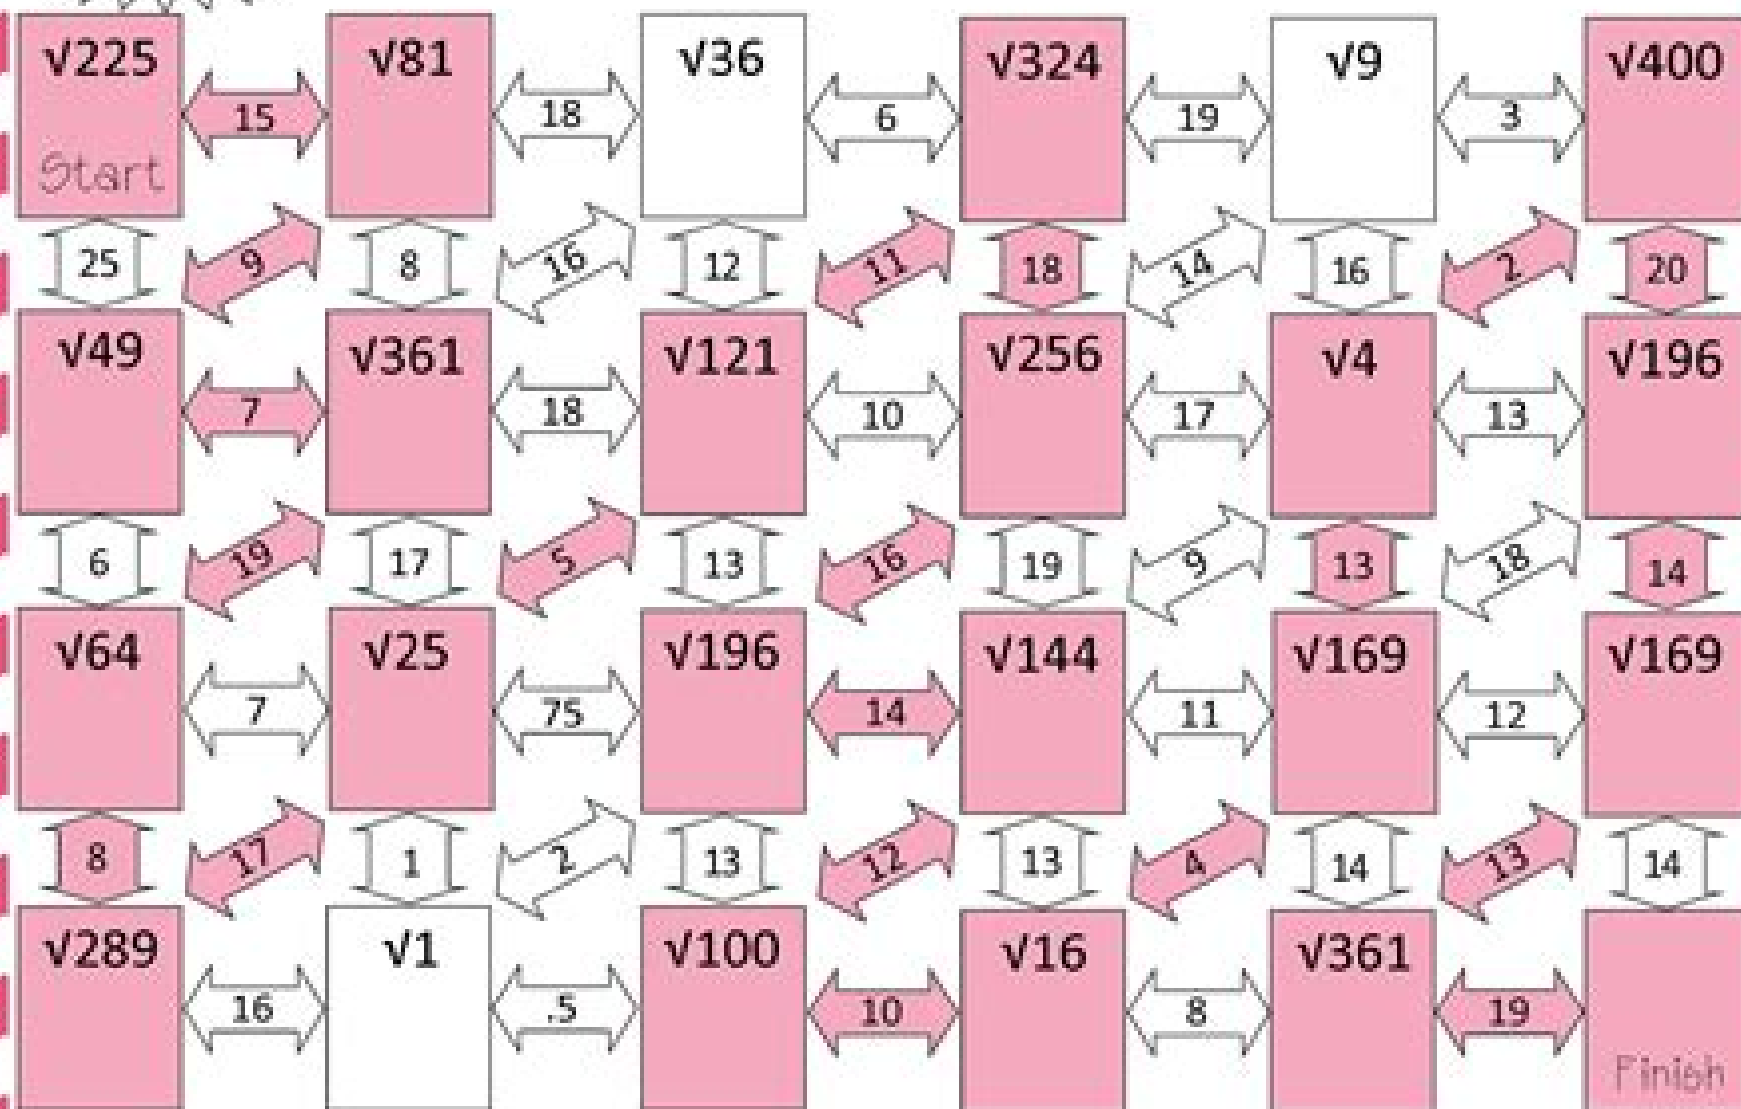 √225 √81 √36 √324 √9 √400
15 18 6 19 3
Start
25 9 8 16 12 11 18 14 16 2 20
√49 √361 √121 √256 √4 √196
7 18 10 17 13
6 19 17 5 13 16 19 9 13 18 14
√64 √25 √196 √144 √169 √169
7 75 14 11 12
8 17 1 2 13 12 13 4 14 13 14
√289 √1 √100 √16 √361
16 .5 10 8 19
Finish